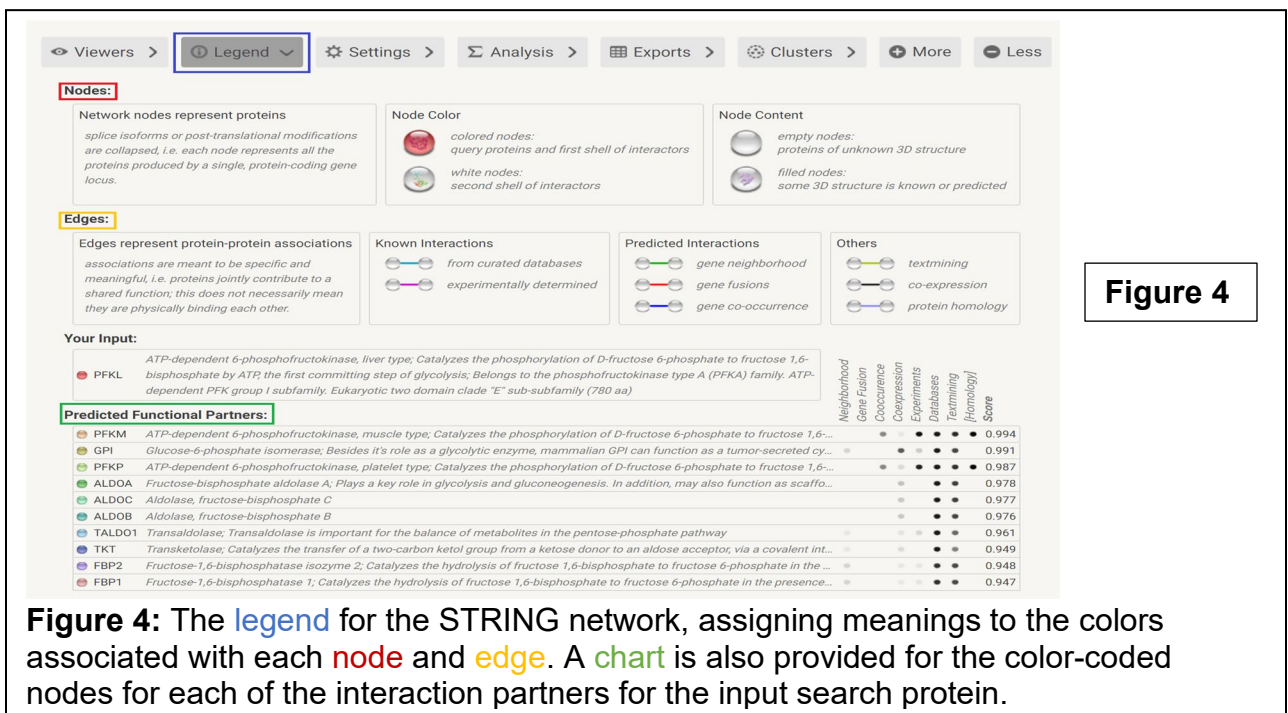 Viewers > Legend Settings > Analysis > Exports > Clusters > More Less
Nodes:
Network nodes represent proteins
splice isoforms or post-translational modifications
are collapsed, i.e. each node represents all the
proteins produced by a single, protein-coding gene
locus.
Node Color
colored nodes:
query proteins and first shell of interactors
white nodes:
second shell of interactors
Node Content
empty nodes:
proteins of unknown 3D structure
filled nodes:
some 3D structure is known or predicted
Edges:
Edges represent protein-protein associations
associations are meant to be specific and
meaningful, i.e. proteins jointly contribute to a
shared function; this does not necessarily mean
they are physically binding each other.
Known Interactions
from curated databases
experimentally determined
Predicted Interactions
gene neighborhood
gene fusions
gene co-occurrence
Others
textmining
co-expression
protein homology
Figure 4
Your Input:
PFKL
ATP-dependent 6-phosphofructokinase, liver type; Catalyzes the phosphorylation of D-fructose 6-phosphate to fructose 1,6-
bisphosphate by ATP, the first committing step of glycolysis; Belongs to the phosphofructokinase type A (PFKA) family. ATP-
dependent PFK group I subfamily. Eukaryotic two domain clade "E" sub-subfamily (780 aa)
Neighborhood
Gene Fusion
Cooccurence
Coexpression
Experiments
Databases
Textmining
[Homology]
Score
Predicted Functional Partners:
PFKM ATP-dependent 6-phosphofructokinase, muscle type; Catalyzes the phosphorylation of D-fructose 6-phosphate to fructose 1,6-... 0.994
GPI Glucose-6-phosphate isomerase; Besides it's role as a glycolytic enzyme, mammalian GPI can function as a tumor-secreted cy... 0.991
PFKP ATP-dependent 6-phosphofructokinase, platelet type; Catalyzes the phosphorylation of D-fructose 6-phosphate to fructose 1,6-... 0.987
ALDOA Fructose-bisphosphate aldolase A; Plays a key role in glycolysis and gluconeogenesis. In addition, may also function as scaffo... 0.978
ALDOC Aldolase, fructose-bisphosphate C 0.977
ALDOB Aldolase, fructose-bisphosphate B 0.976
TALDO1 Transaldolase; Transaldolase is important for the balance of metabolites in the pentose-phosphate pathway 0.961
TKT Transketolase; Catalyzes the transfer of a two-carbon ketol group from a ketose donor to an aldose acceptor, via a covalent int... 0.949
FBP2 Fructose-1,6-bisphosphatase isozyme 2; Catalyzes the hydrolysis of fructose 1,6-bisphosphate to fructose 6-phosphate in the ... 0.948
FBP1 Fructose-1,6-bisphosphatase 1; Catalyzes the hydrolysis of fructose 1,6-bisphosphate to fructose 6-phosphate in the presence... 0.947
Figure 4: The legend for the STRING network, assigning meanings to the colors
associated with each node and edge. A chart is also provided for the color-coded
nodes for each of the interaction partners for the input search protein.